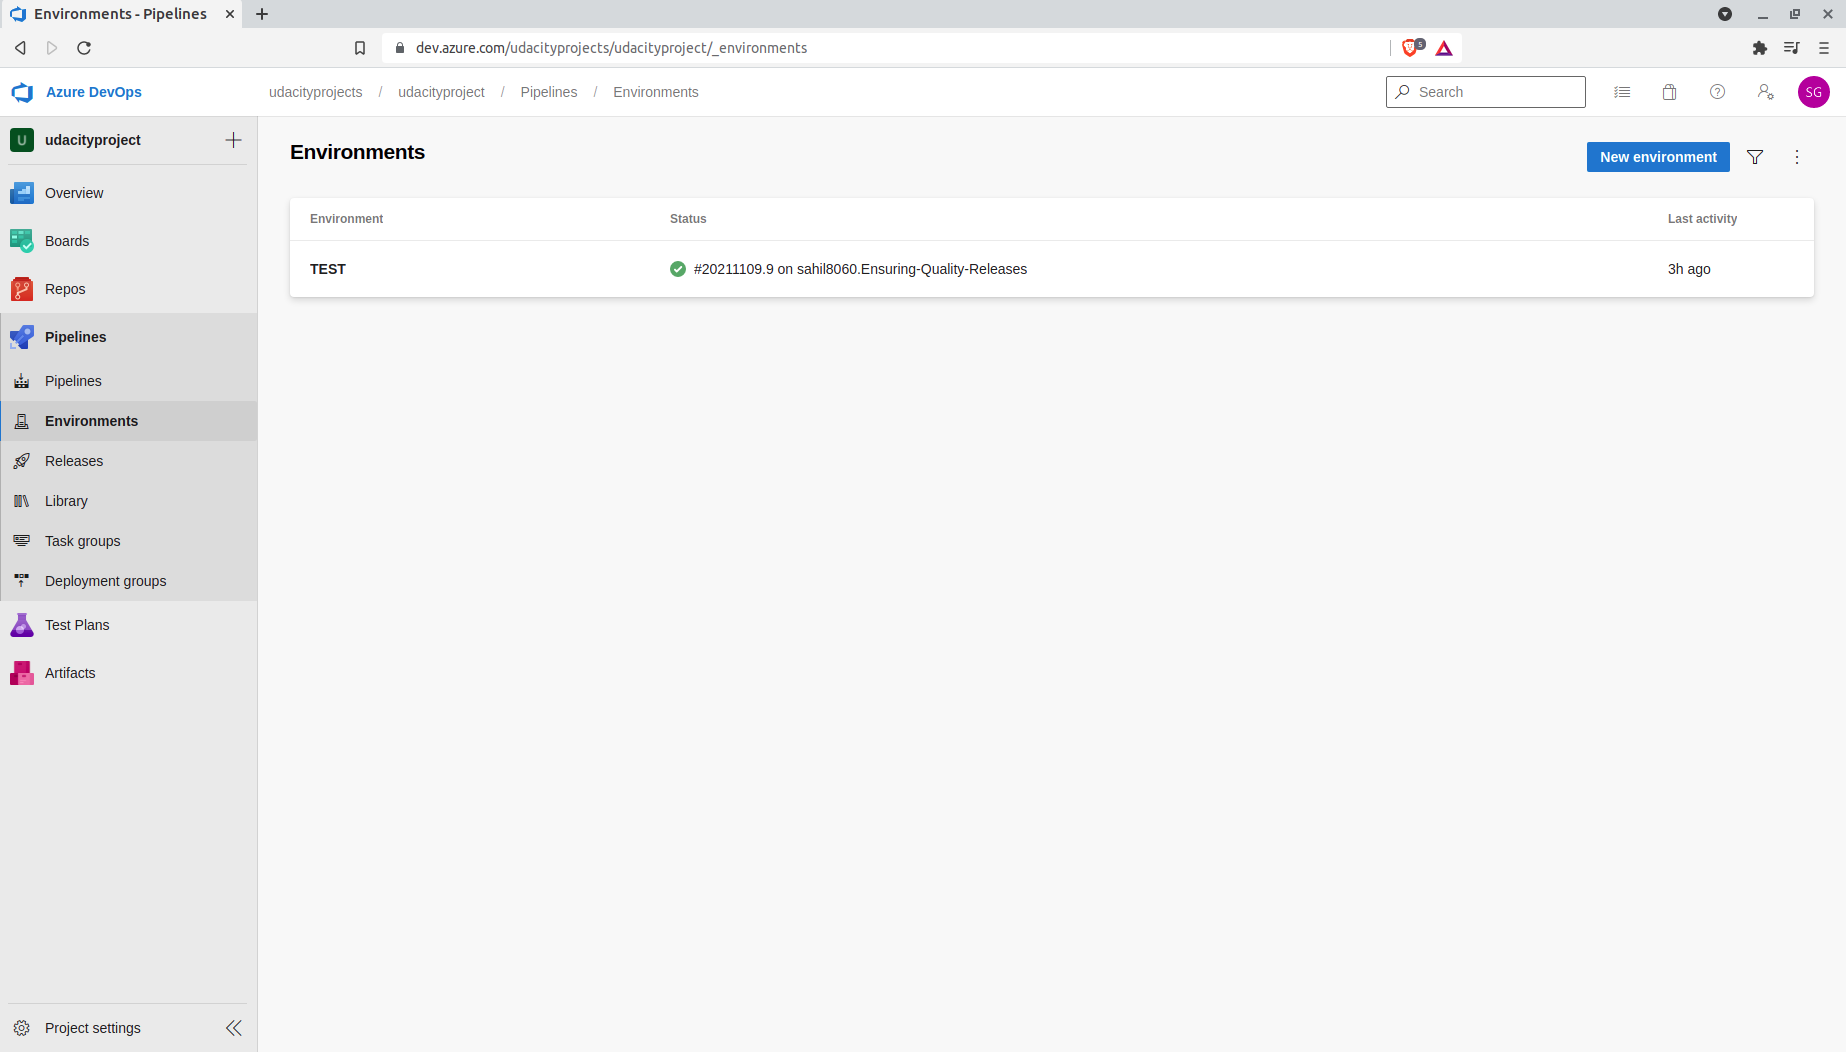 Environments - Pipelines
dev.azure.com/udacityprojects/udacityproject/_environments
5
Azure DevOps
udacityprojects / udacityproject / Pipelines / Environments
Search
SG
U udacityproject
Overview
Boards
Repos
Pipelines
Pipelines
Environments
Releases
Library
Task groups
Deployment groups
Test Plans
Artifacts
Project settings
Environments
New environment
Environment Status Last activity
TEST #20211109.9 on sahil8060.Ensuring-Quality-Releases 3h ago